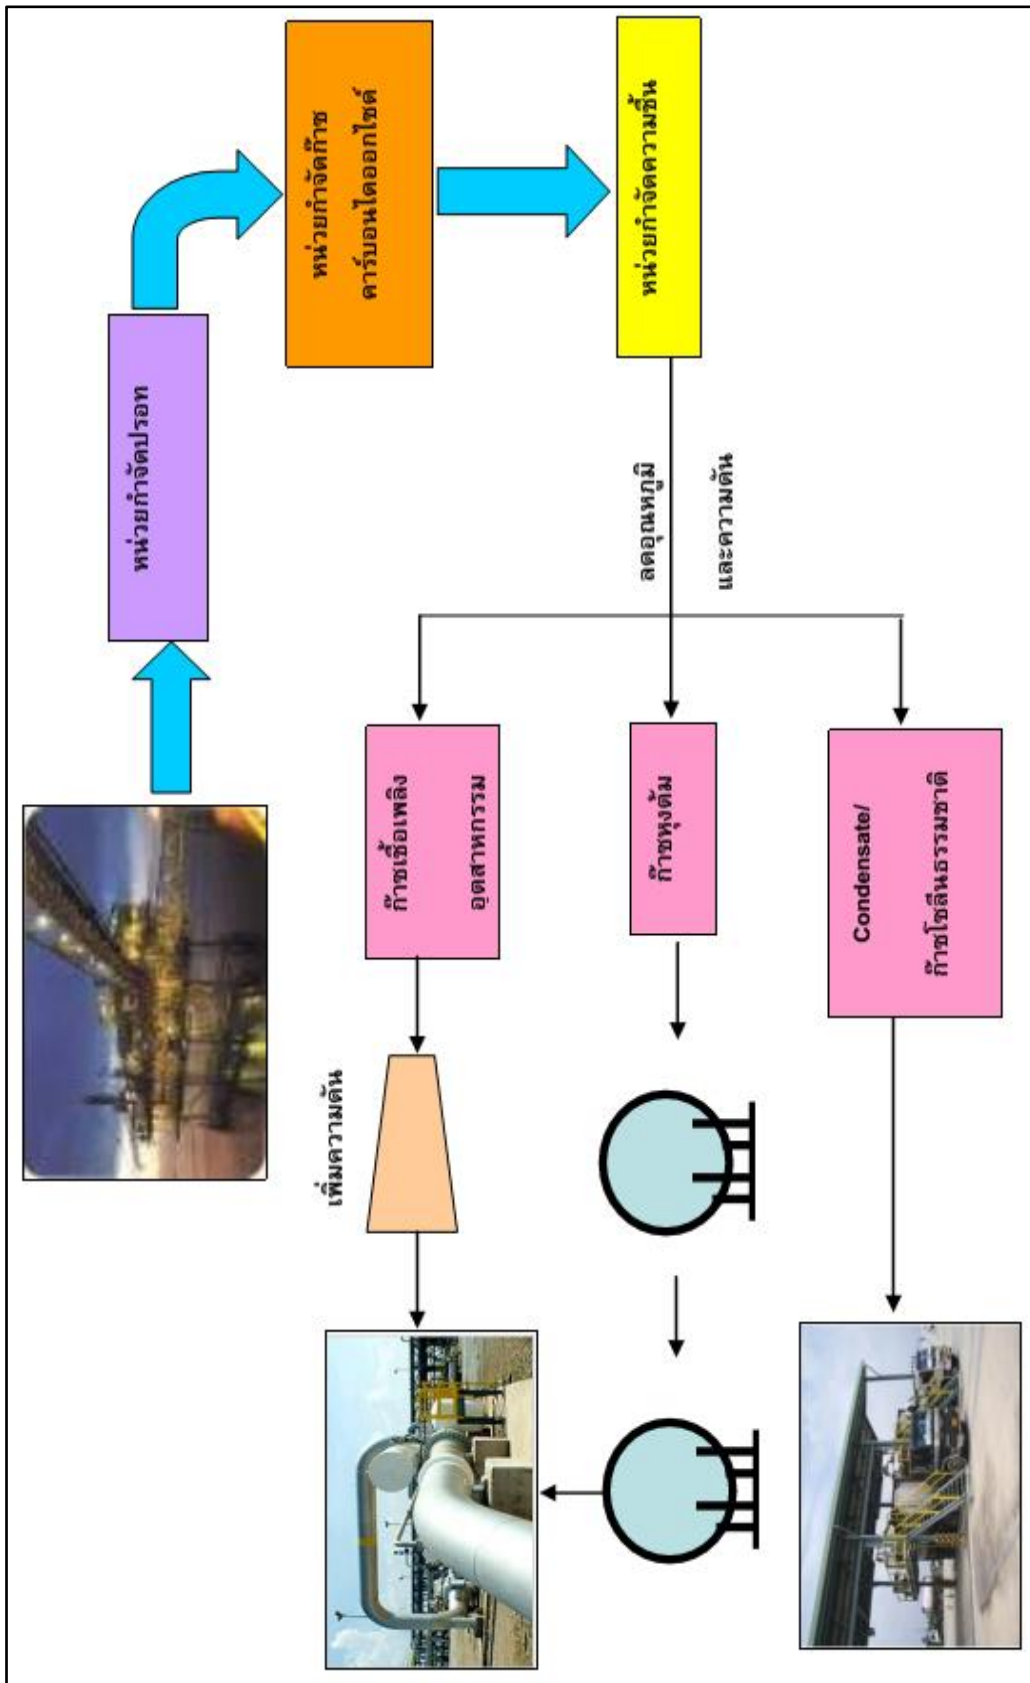 หน่วยกำจัดปรอท
หน่วยกำจัดก๊าซ
คาร์บอนไดออกไซด์
หน่วยกำจัดความชื้น
ลดอุณหภูมิ
และความดัน
ก๊าซเชื้อเพลิง
อุตสาหกรรม
เพิ่มความดัน
ก๊าซหุงต้ม
Condensate/
ก๊าซโซลีนธรรมชาติ